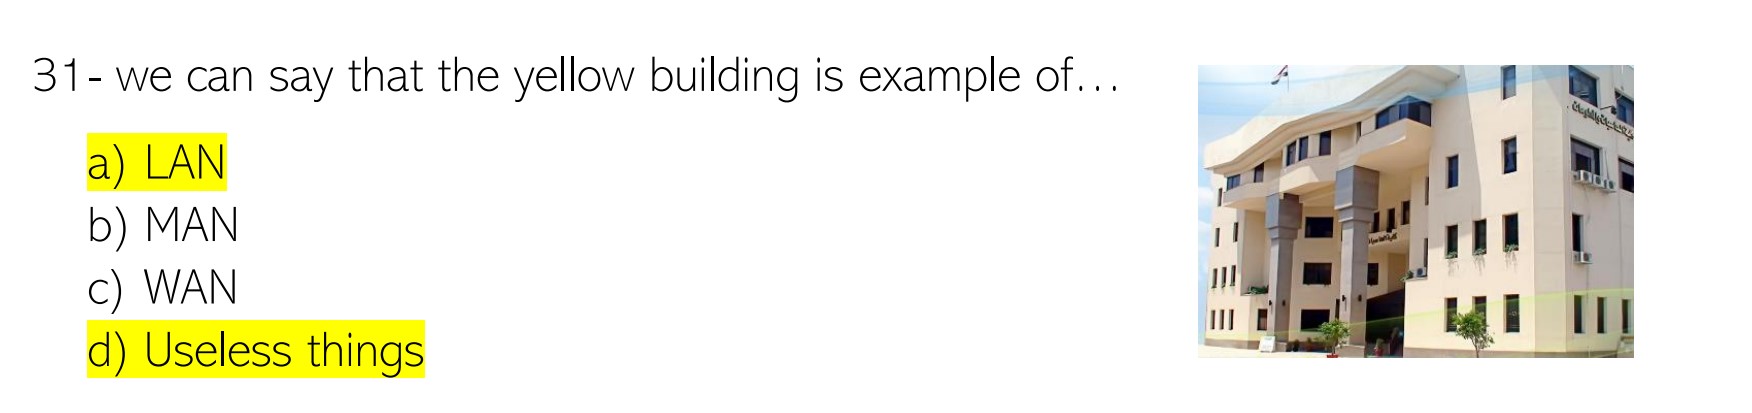 31- we can say that the yellow building is example of…
a) LAN
b) MAN
c) WAN
d) Useless things